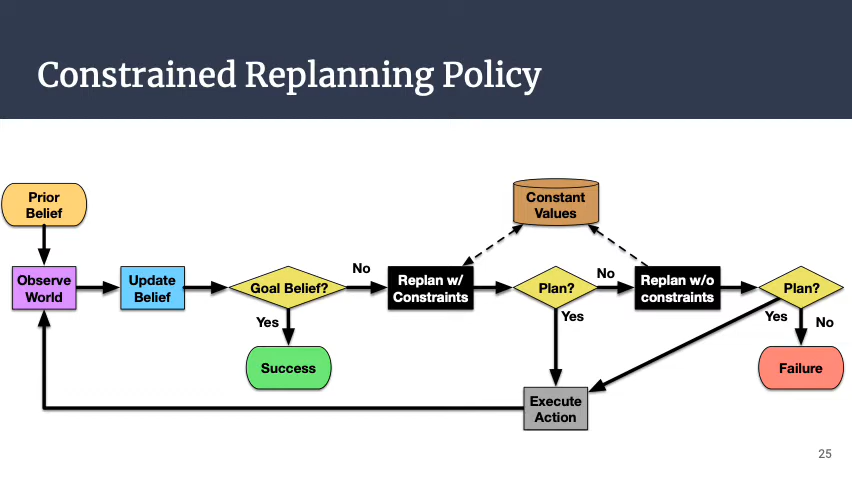 Constrained Replanning Policy
Prior
Belief
Constant
Values
Observe
World
Update
Belief
Goal Belief?
No
Replan w/
Constraints
Plan?
No
Replan w/o
constraints
Plan?
Yes
Success
Yes
Yes
No
Failure
Execute
Action
25